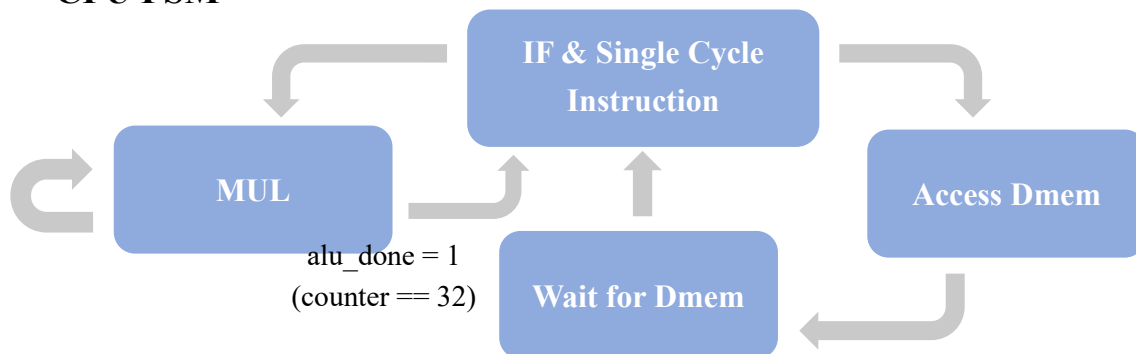 IF & Single Cycle
Instruction
MUL
Access Dmem
alu_done = 1
(counter == 32)
Wait for Dmem